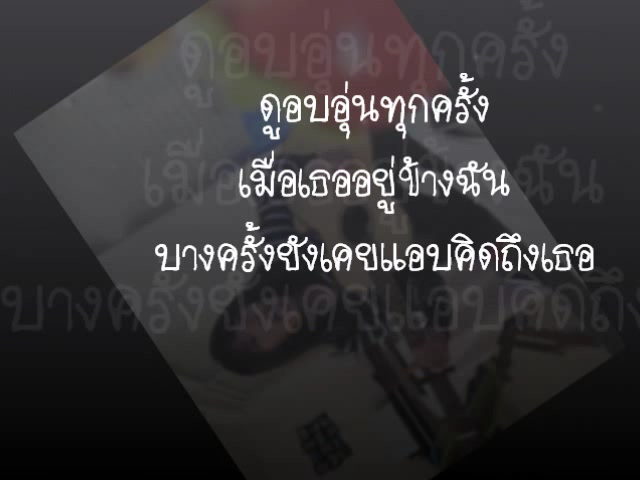 ดูอบอุ่นทุกครั้ง
เมื่อเธออยู่ข้างฉัน
บางครั้งยังเคยแอบคิดถึงเธอ